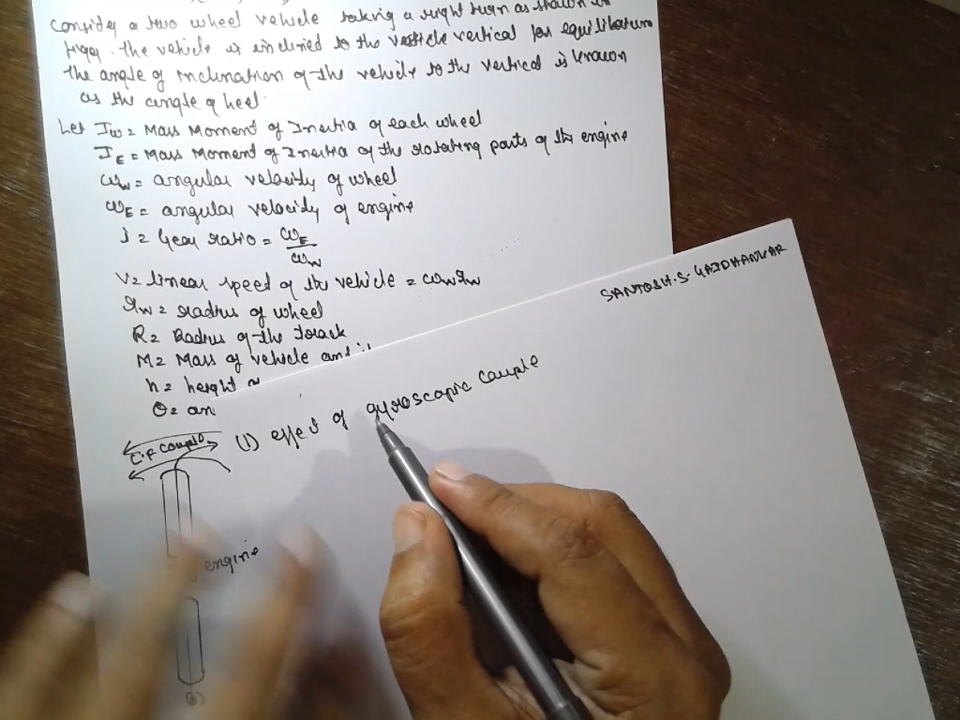 Consider a two wheel vehicle taking a right turn as shown in
The vehicle is inclined to the vertical for equilibrium
The angle of inclination of the vehicle to the vertical is known
as the angle of heel.
Let Iw = Mass Moment of Inertia of each wheel
IE = Mass Moment of Inertia of the rotating parts of the engine
ωw = angular velocity of wheel
ωE = angular velocity of engine
i = Gear ratio = ωE/ωw
V = linear speed of the vehicle = ωw rw
rw = radius of wheel
R = Radius of the track
M = Mass of vehicle and
h = height
θ = an
SANTOSH.S.GAIDHANKAR
(1) effect of gyroscopic couple
C.F couple
engine
(B)